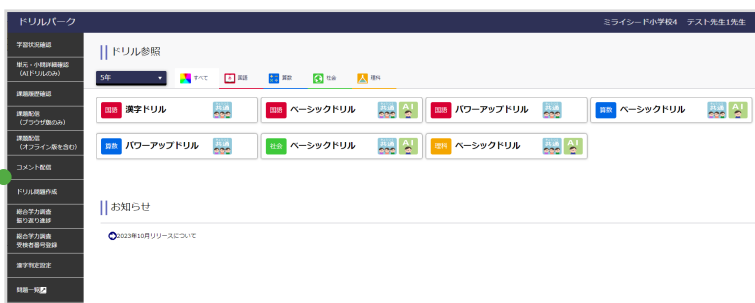 ドリルパーク
ミライシード小学校4 テスト先生1先生
学習状況確認
単元・小問詳細確認
(AIドリルのみ)
課題履歴確認
課題配信
(ブラウザ版のみ)
課題配信
(オフライン版を含む)
コメント配信
ドリル問題作成
総合学力調査
振り返り進捗
総合学力調査
受検者番号登録
漢字判定設定
問題一覧
ドリル参照
5年
すべて
国語
算数
社会
理科
国語 漢字ドリル 共通
国語 ベーシックドリル 共通 AI
国語 パワーアップドリル 共通
算数 ベーシックドリル 共通 AI
算数 パワーアップドリル 共通
社会 ベーシックドリル 共通 AI
理科 ベーシックドリル 共通 AI
お知らせ
2023年10月リリースについて